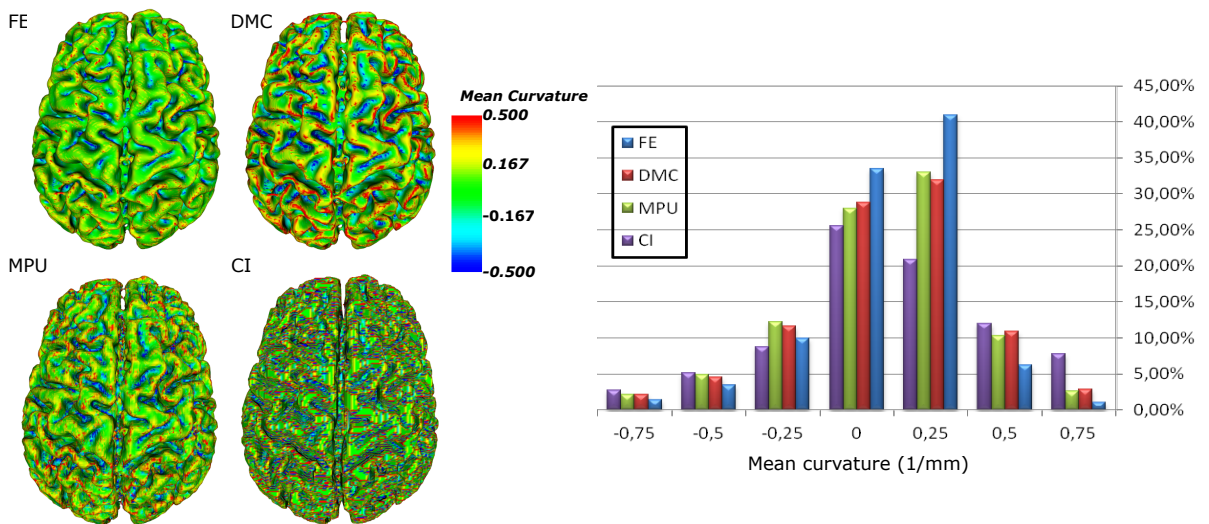 FE
DMC
MPU
CI
Mean Curvature
0.500
0.167
-0.167
-0.500
FE
DMC
MPU
CI
45,00%
40,00%
35,00%
30,00%
25,00%
20,00%
15,00%
10,00%
5,00%
0,00%
-0,75
-0,5
-0,25
0
0,25
0,5
0,75
Mean curvature (1/mm)